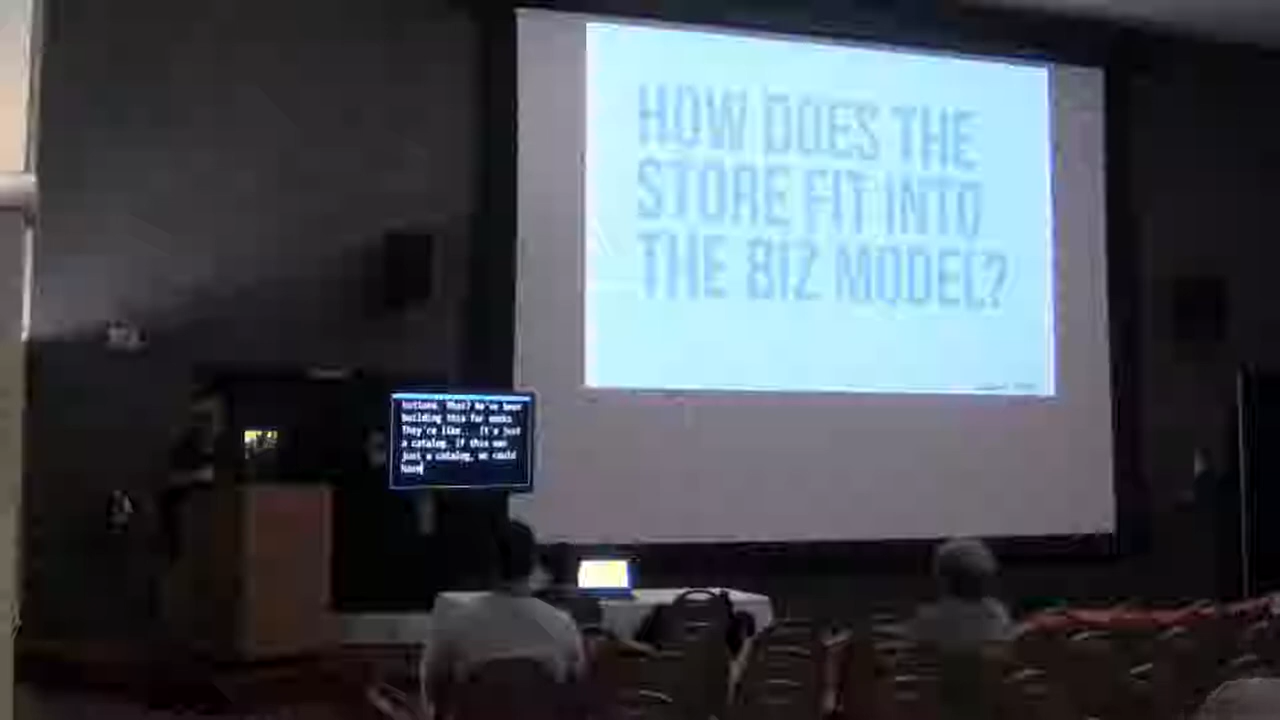 HOW DOES THE
STORE FIT INTO
THE BIZ MODEL?
buttons. What? We've been
building this for weeks
They're like.. It's just
a catalog. If this was
just a catalog, we could
have